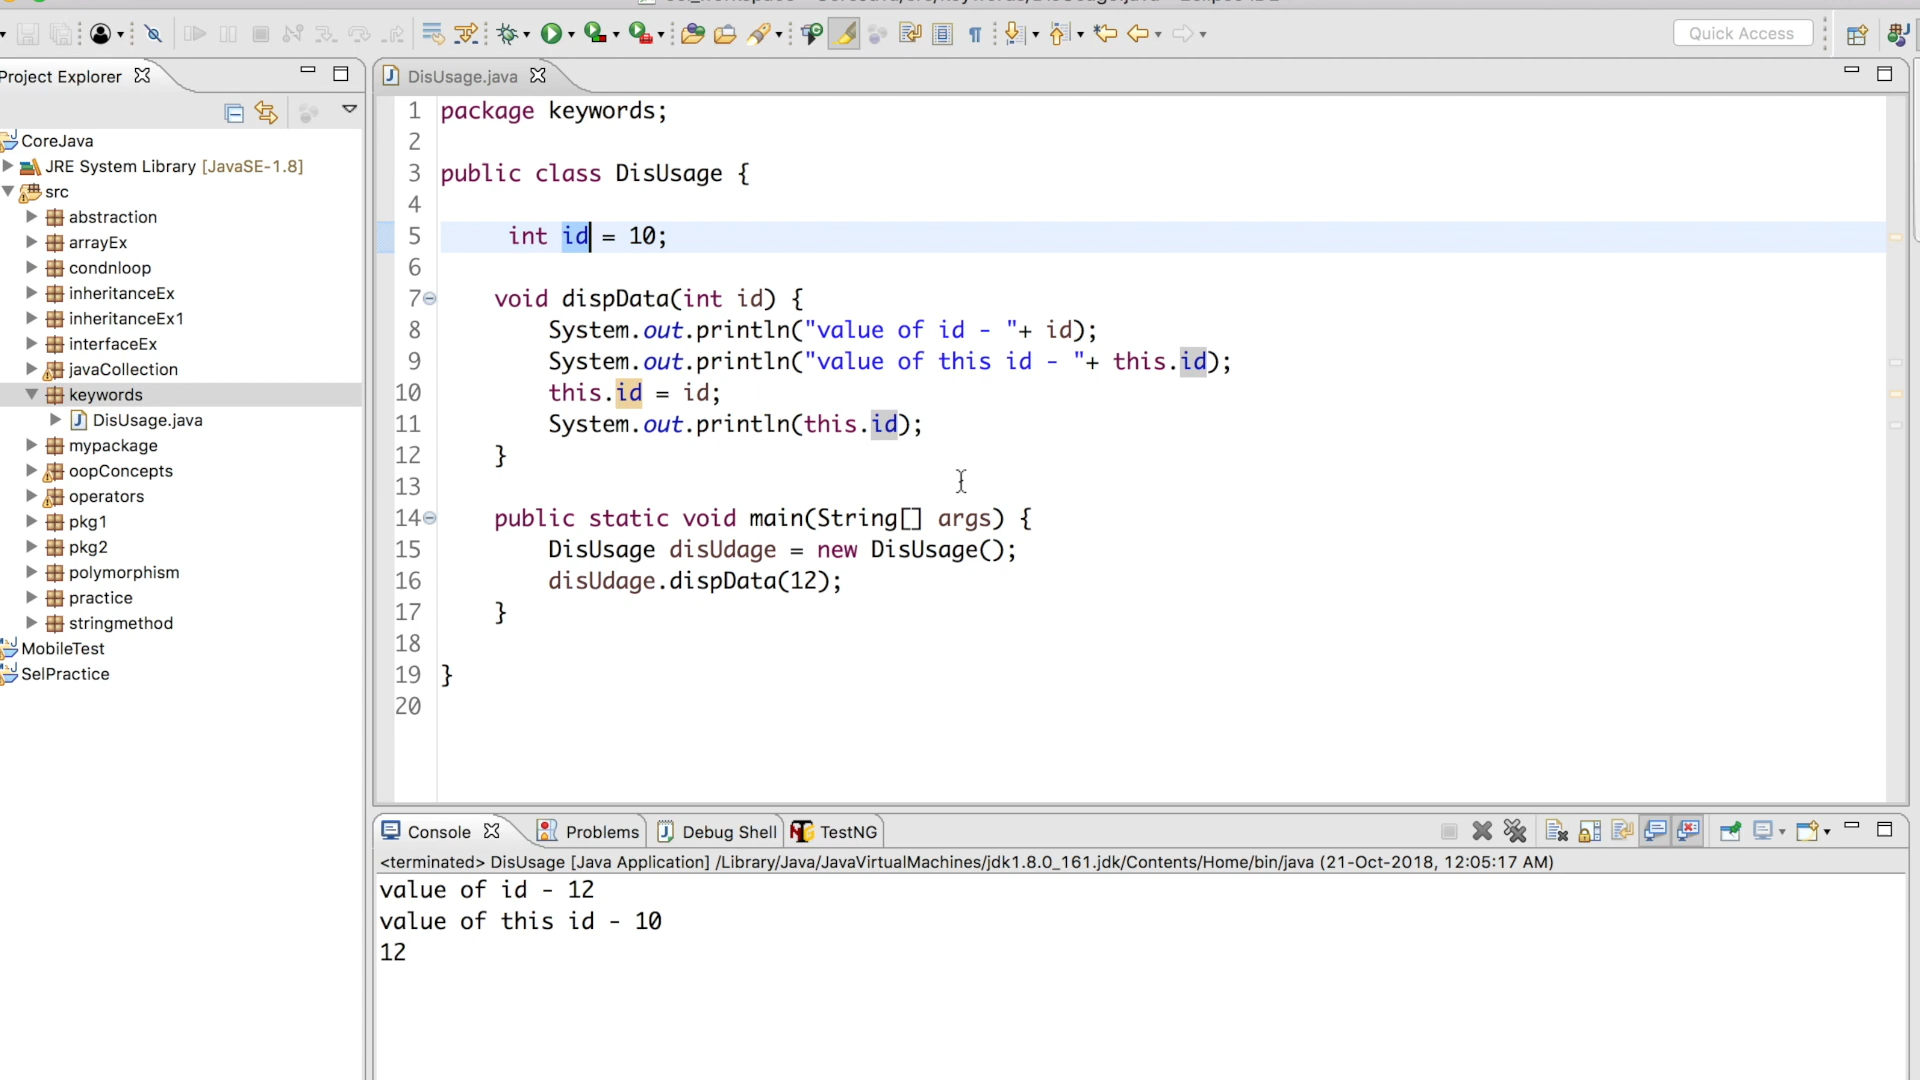 Quick Access
Project Explorer
CoreJava
JRE System Library [JavaSE-1.8]
src
abstraction
arrayEx
condnloop
inheritanceEx
inheritanceEx1
interfaceEx
javaCollection
keywords
DisUsage.java
mypackage
oopConcepts
operators
pkg1
pkg2
polymorphism
practice
stringmethod
MobileTest
SelPractice
DisUsage.java
1 package keywords;
2
3 public class DisUsage {
4
5 int id = 10;
6
7 void dispData(int id) {
8 System.out.println("value of id - "+ id);
9 System.out.println("value of this id - "+ this.id);
10 this.id = id;
11 System.out.println(this.id);
12 }
13
14 public static void main(String[] args) {
15 DisUsage disUdage = new DisUsage();
16 disUdage.dispData(12);
17 }
18
19 }
20
Console Problems Debug Shell TestNG
<terminated> DisUsage [Java Application] /Library/Java/JavaVirtualMachines/jdk1.8.0_161.jdk/Contents/Home/bin/java (21-Oct-2018, 12:05:17 AM)
value of id - 12
value of this id - 10
12